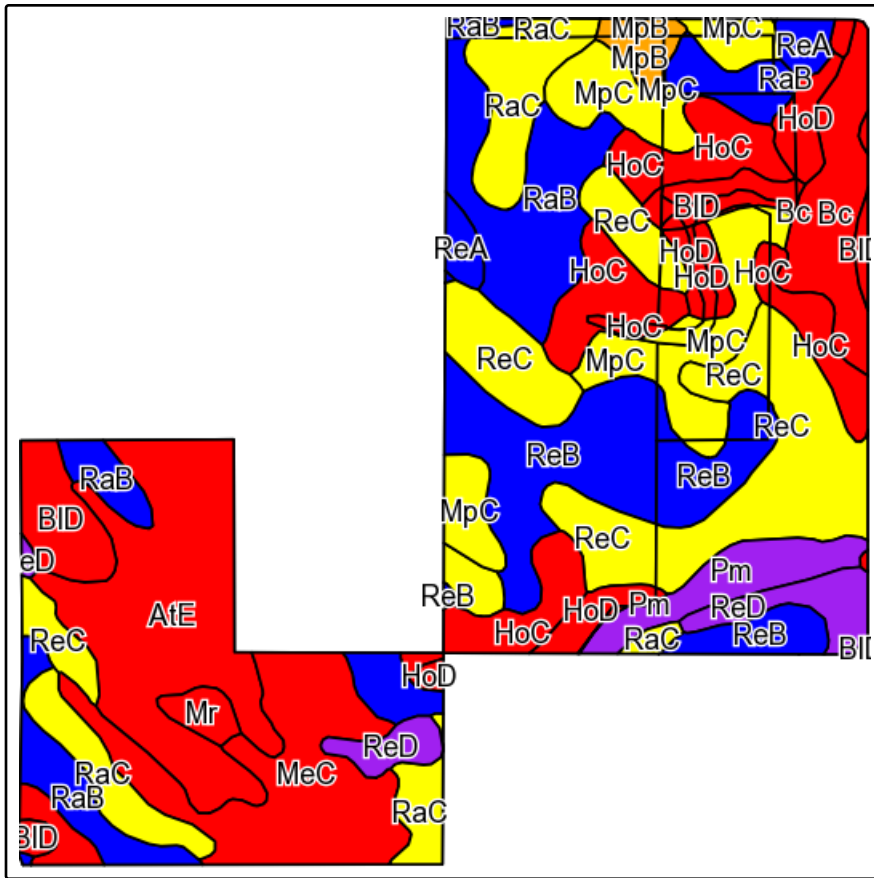 RaB
RaC
MpB
MpC
ReA
MpB
RaB
MpC
MpC
RaC
HoD
HoC
HoC
RaB
BlD
Bc
Bc
ReC
ReA
HoD
BlD
HoC
HoD
HoC
HoC
MpC
HoC
ReC
MpC
ReC
ReC
ReB
ReB
RaB
MpC
BlD
ReC
eD
Pm
ReB
Pm
HoD
ReD
AtE
HoC
RaC
ReB
ReC
BlD
HoD
Mr
ReD
RaC
MeC
RaB
RaC
BlD